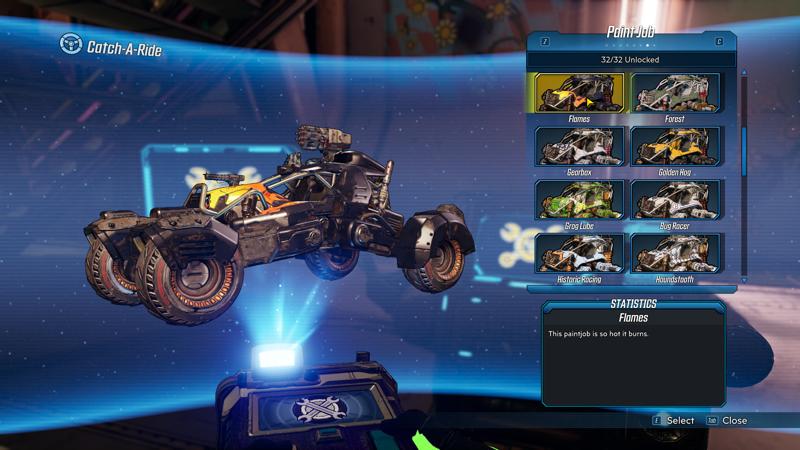 Catch-A-Ride
Paint Job
Z
C
32/32 Unlocked
Flames
Forest
Gearbox
Golden Hog
Grog Lube
Bug Racer
Historic Racing
Houndstooth
STATISTICS
Flames
This paintjob is so hot it burns.
E Select
Tab Close